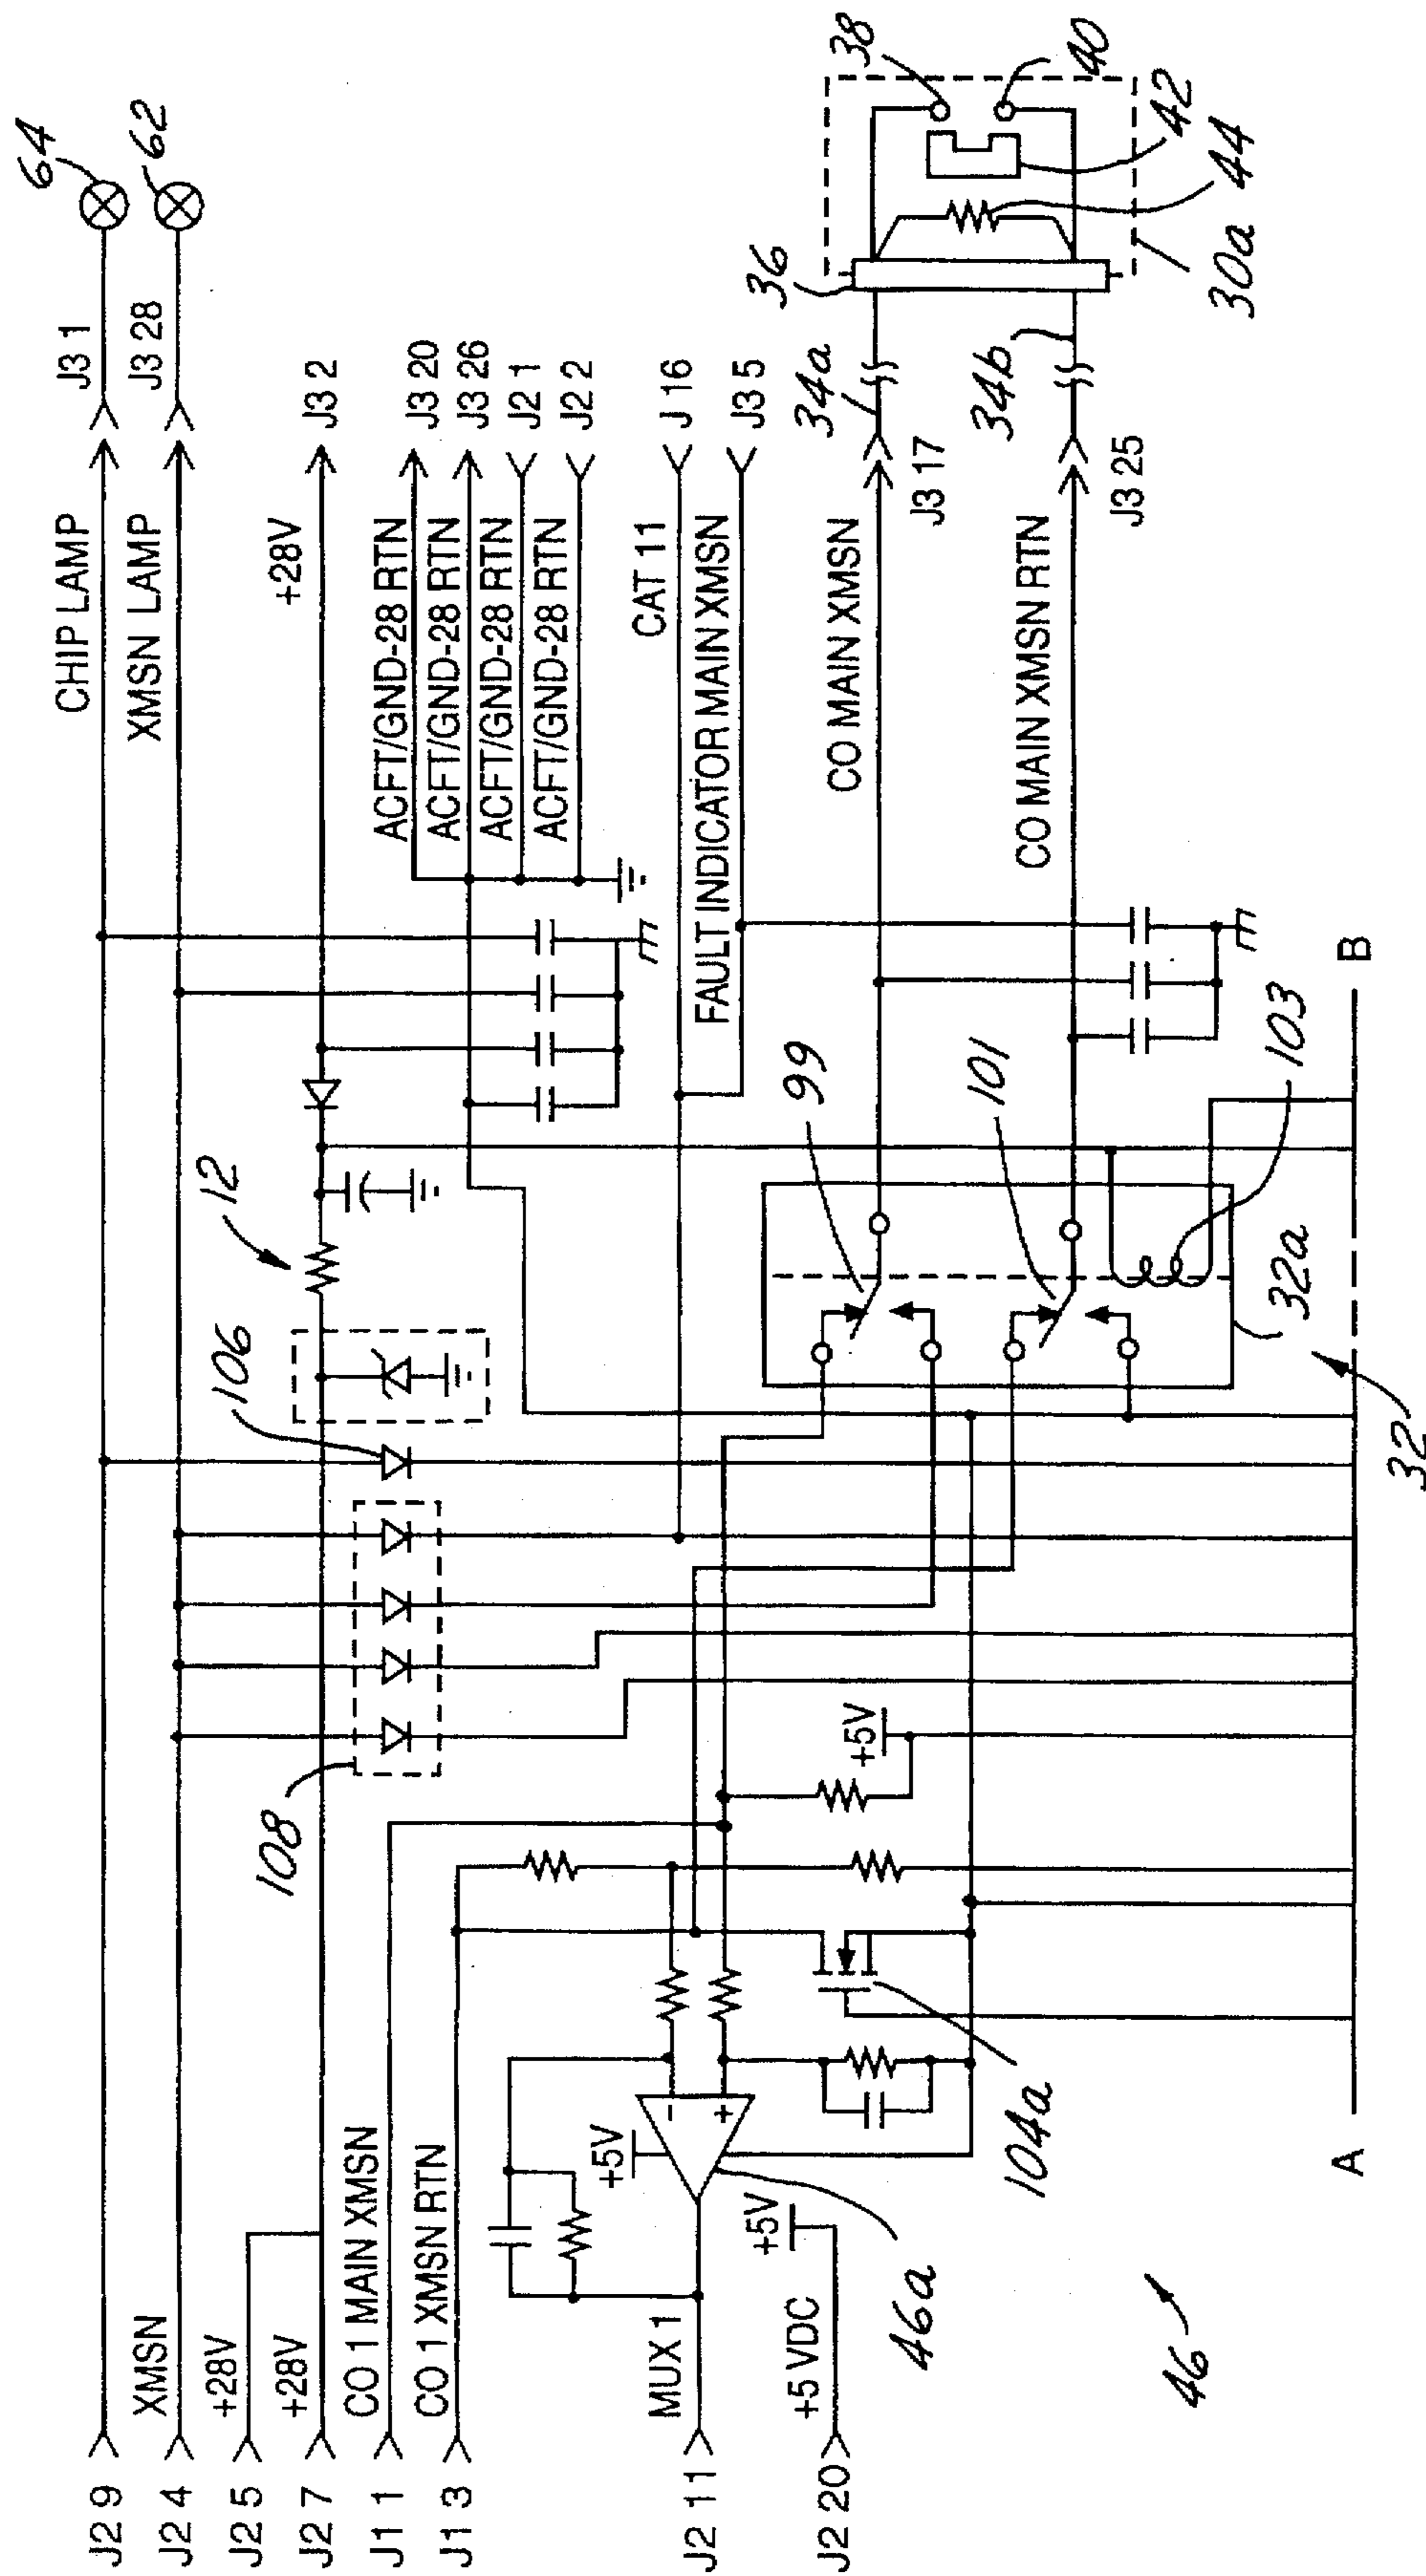 J2 9
CHIP LAMP
J3 1
64
J2 4
XMSN
XMSN LAMP
J3 28
62
J2 5
+28V
J2 7
+28V
12
+28V
J3 2
106
108
J1 1
CO 1 MAIN XMSN
J1 3
CO 1 XMSN RTN
ACFT/GND-28 RTN
J3 20
ACFT/GND-28 RTN
J3 26
ACFT/GND-28 RTN
J2 1
ACFT/GND-28 RTN
J2 2
+5V
-
+
J2 11
MUX 1
CAT 11
J 16
FAULT INDICATOR MAIN XMSN
J3 5
J2 20
+5 VDC
+5V
+5V
46a
104a
99
101
103
32a
32
CO MAIN XMSN
J3 17
34a
CO MAIN XMSN RTN
J3 25
34b
36
38
40
42
44
30a
46
A
B